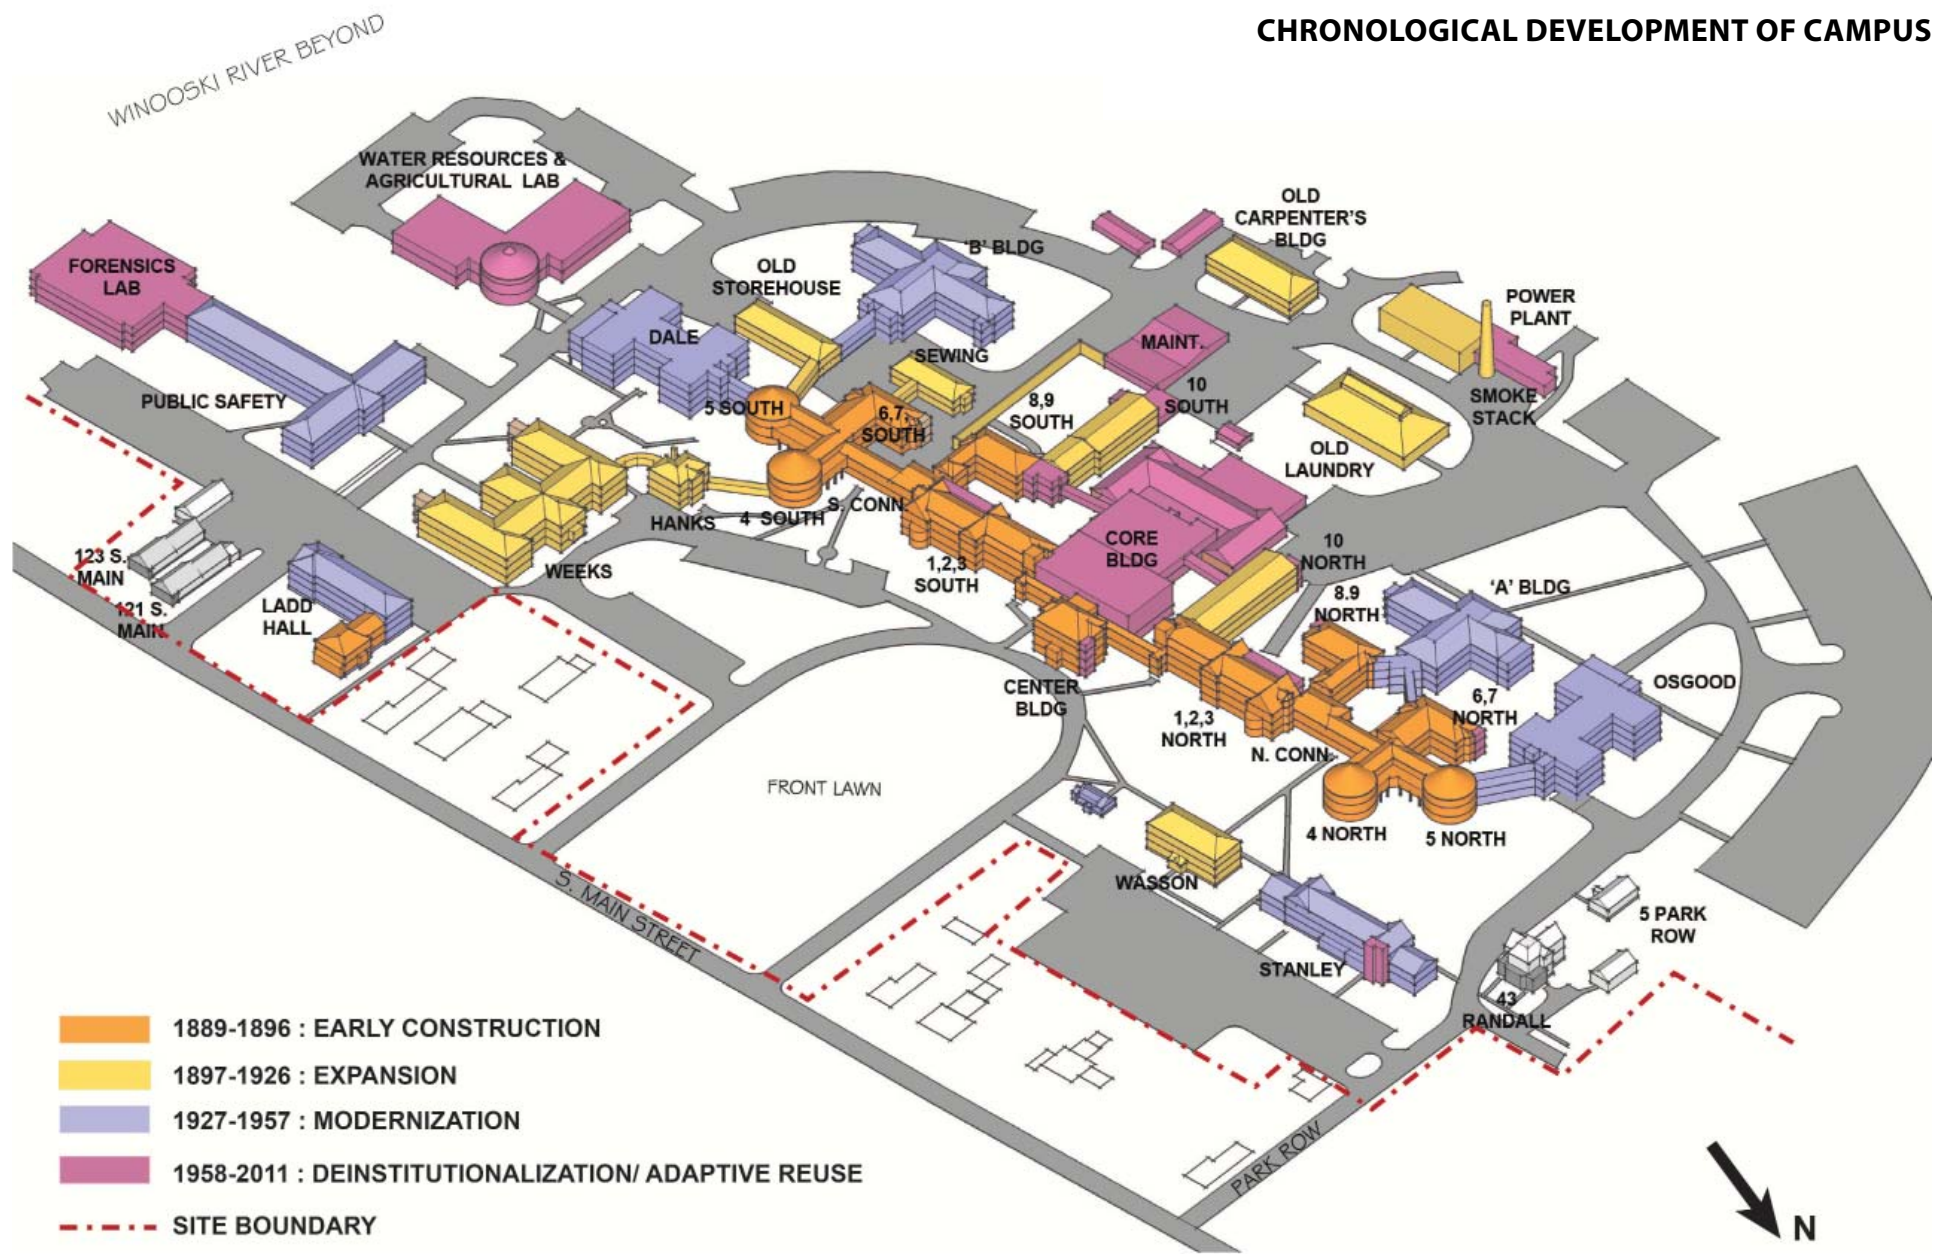 CHRONOLOGICAL DEVELOPMENT OF CAMPUS
WINOOSKI RIVER BEYOND
WATER RESOURCES &
AGRICULTURAL LAB
FORENSICS
LAB
OLD
CARPENTER'S
BLDG
'B' BLDG
OLD
STOREHOUSE
POWER
PLANT
DALE
MAINT.
SEWING
SMOKE
STACK
PUBLIC SAFETY
5 SOUTH
6,7,
SOUTH
8,9
SOUTH
10
SOUTH
OLD
LAUNDRY
HANKS
4 SOUTH
S. CONN.
CORE
BLDG
10
NORTH
123 S.
MAIN
WEEKS
1,2,3
SOUTH
8.9
NORTH
'A' BLDG
121 S.
MAIN
LADD
HALL
CENTER
BLDG
OSGOOD
6,7
NORTH
1,2,3
NORTH
N. CONN.
FRONT LAWN
4 NORTH
5 NORTH
WASSON
S. MAIN STREET
5 PARK
ROW
STANLEY
43
RANDALL
PARK ROW
1889-1896 : EARLY CONSTRUCTION
1897-1926 : EXPANSION
1927-1957 : MODERNIZATION
1958-2011 : DEINSTITUTIONALIZATION/ ADAPTIVE REUSE
SITE BOUNDARY
N